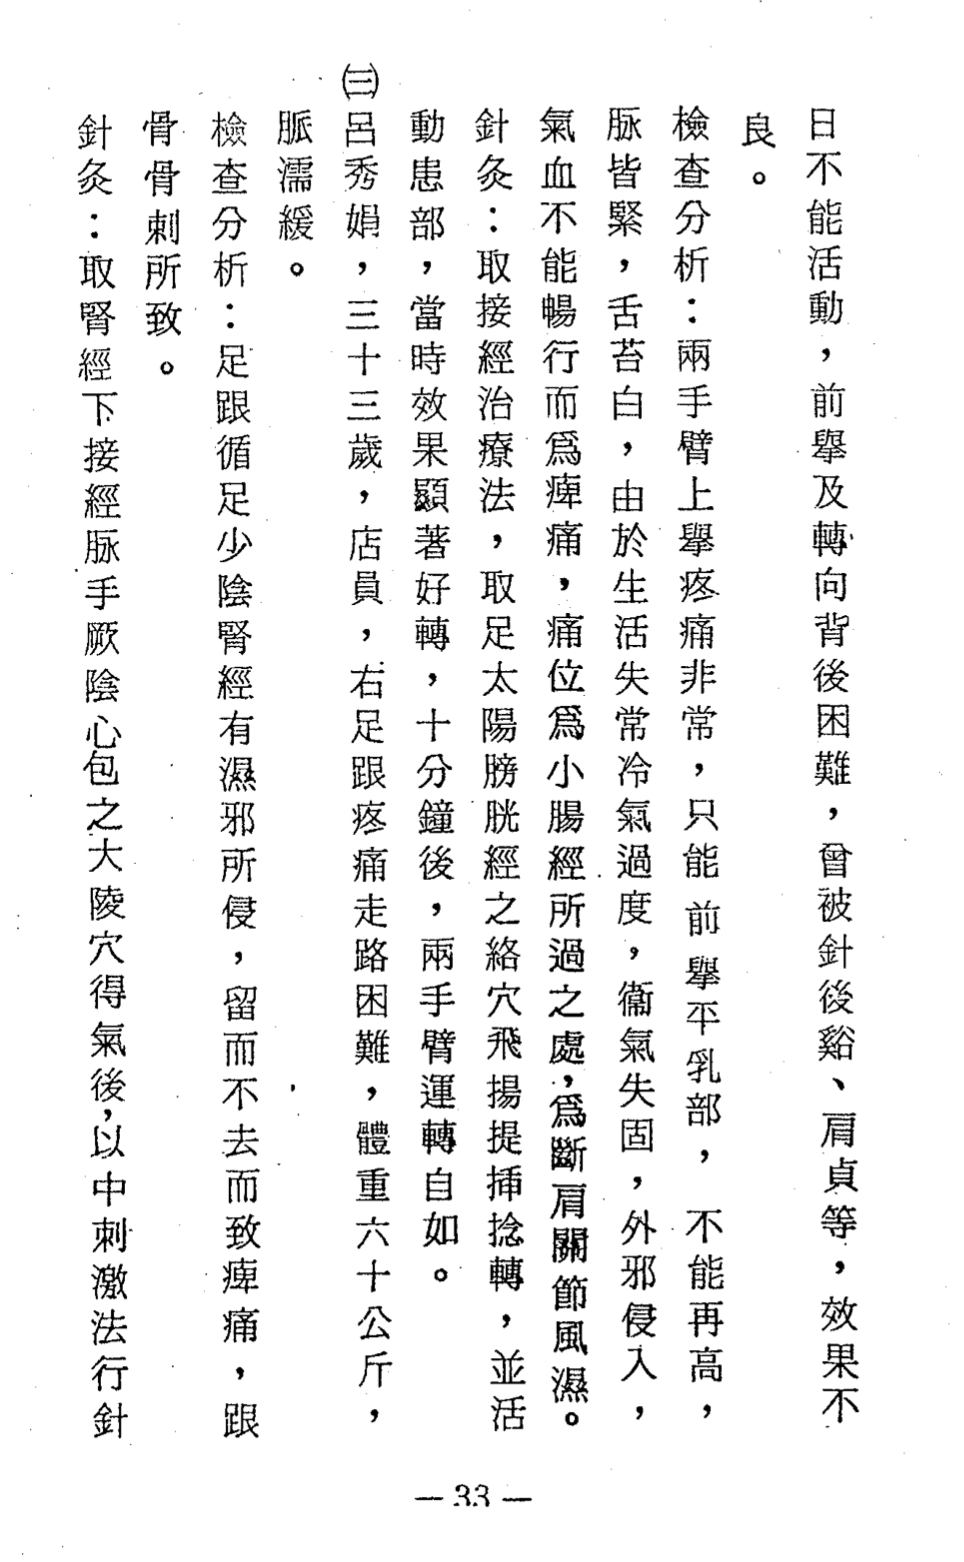 日不能活動，前舉及轉向背後困難，曾被針後谿、肩貞等，效果不
良。
檢查分析：兩手臂上舉疼痛非常，只能前舉平乳部，不能再高，
脉皆緊，舌苔白，由於生活失常冷氣過度，衞氣失固，外邪侵入，
氣血不能暢行而爲痺痛，痛位爲小腸經所過之處，爲斷肩關節風濕。
針灸：取接經治療法，取足太陽膀胱經之絡穴飛揚提揷捻轉，並活
動患部，當時效果顯著好轉，十分鐘後，兩手臂運轉自如。
㈢呂秀娟，三十三歲，店員，右足跟疼痛走路困難，體重六十公斤，
脈濡緩。
檢查分析：足跟循足少陰腎經有濕邪所侵，留而不去而致痺痛，跟
骨骨刺所致。
針灸：取腎經下接經脉手厥陰心包之大陵穴得氣後，以中刺激法行針
— 33 —